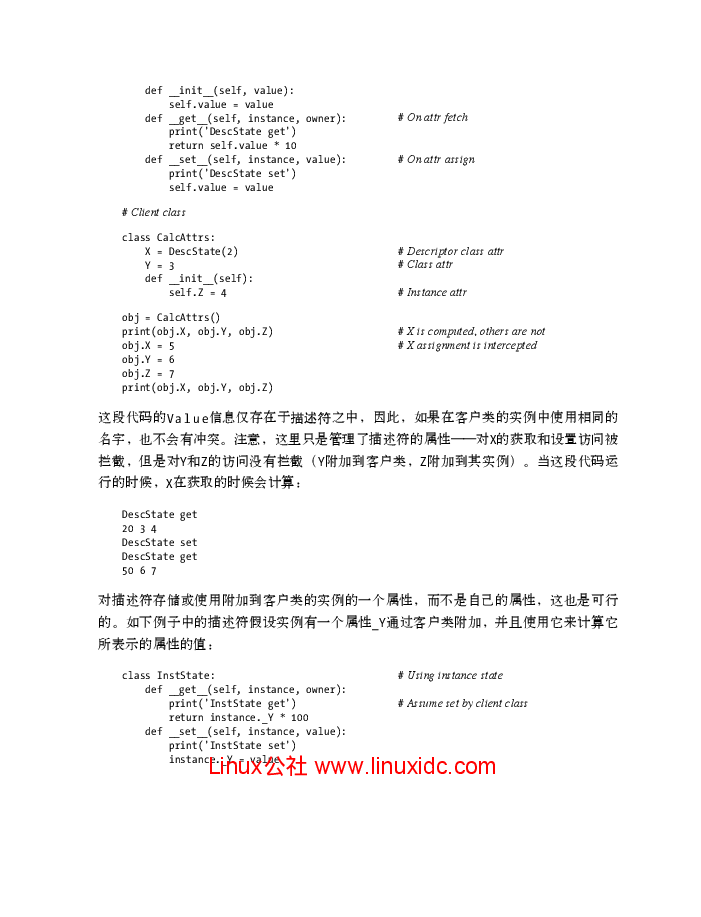 def __init__(self, value):
self.value = value
def __get__(self, instance, owner): # On attr fetch
print('DescState get')
return self.value * 10
def __set__(self, instance, value): # On attr assign
print('DescState set')
self.value = value
# Client class
class CalcAttrs:
X = DescState(2) # Descriptor class attr
Y = 3 # Class attr
def __init__(self):
self.Z = 4 # Instance attr
obj = CalcAttrs()
print(obj.X, obj.Y, obj.Z) # X is computed, others are not
obj.X = 5 # X assignment is intercepted
obj.Y = 6
obj.Z = 7
print(obj.X, obj.Y, obj.Z)
这段代码的Value信息仅存在于描述符之中，因此，如果在客户类的实例中使用相同的
名字，也不会有冲突。注意，这里只是管理了描述符的属性——对X的获取和设置访问被
拦截，但是对Y和Z的访问没有拦截（Y附加到客户类，Z附加到其实例）。当这段代码运
行的时候，X在获取的时候会计算：
DescState get
20 3 4
DescState set
DescState get
50 6 7
对描述符存储或使用附加到客户类的实例的一个属性，而不是自己的属性，这也是可行
的。如下例子中的描述符假设实例有一个属性_Y通过客户类附加，并且使用它来计算它
所表示的属性的值：
class InstState: # Using instance state
def __get__(self, instance, owner):
print('InstState get') # Assume set by client class
return instance._Y * 100
def __set__(self, instance, value):
print('InstState set')
instance._Y = value
Linux公社 www.linuxidc.com